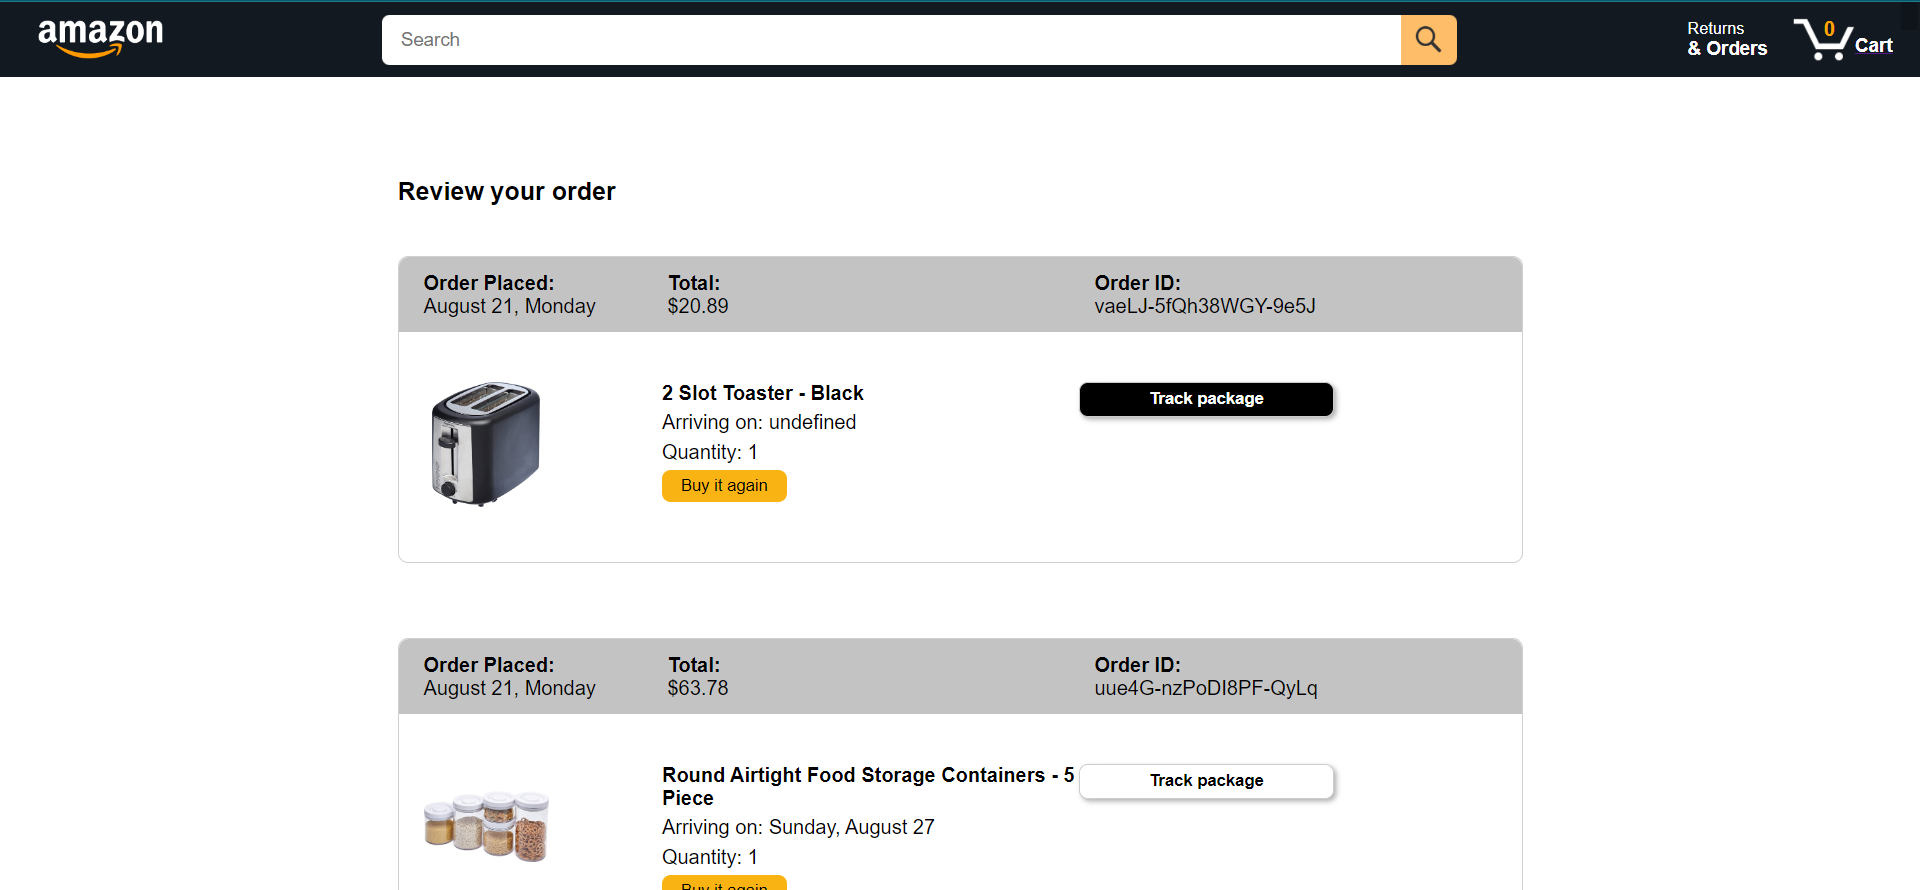 amazon
Search
Returns
& Orders
0
Cart
Review your order
Order Placed:
August 21, Monday
Total:
$20.89
Order ID:
vaeLJ-5fQh38WGY-9e5J
2 Slot Toaster - Black
Arriving on: undefined
Quantity: 1
Buy it again
Track package
Order Placed:
August 21, Monday
Total:
$63.78
Order ID:
uue4G-nzPoDI8PF-QyLq
Round Airtight Food Storage Containers - 5
Piece
Arriving on: Sunday, August 27
Quantity: 1
Buy it again
Track package